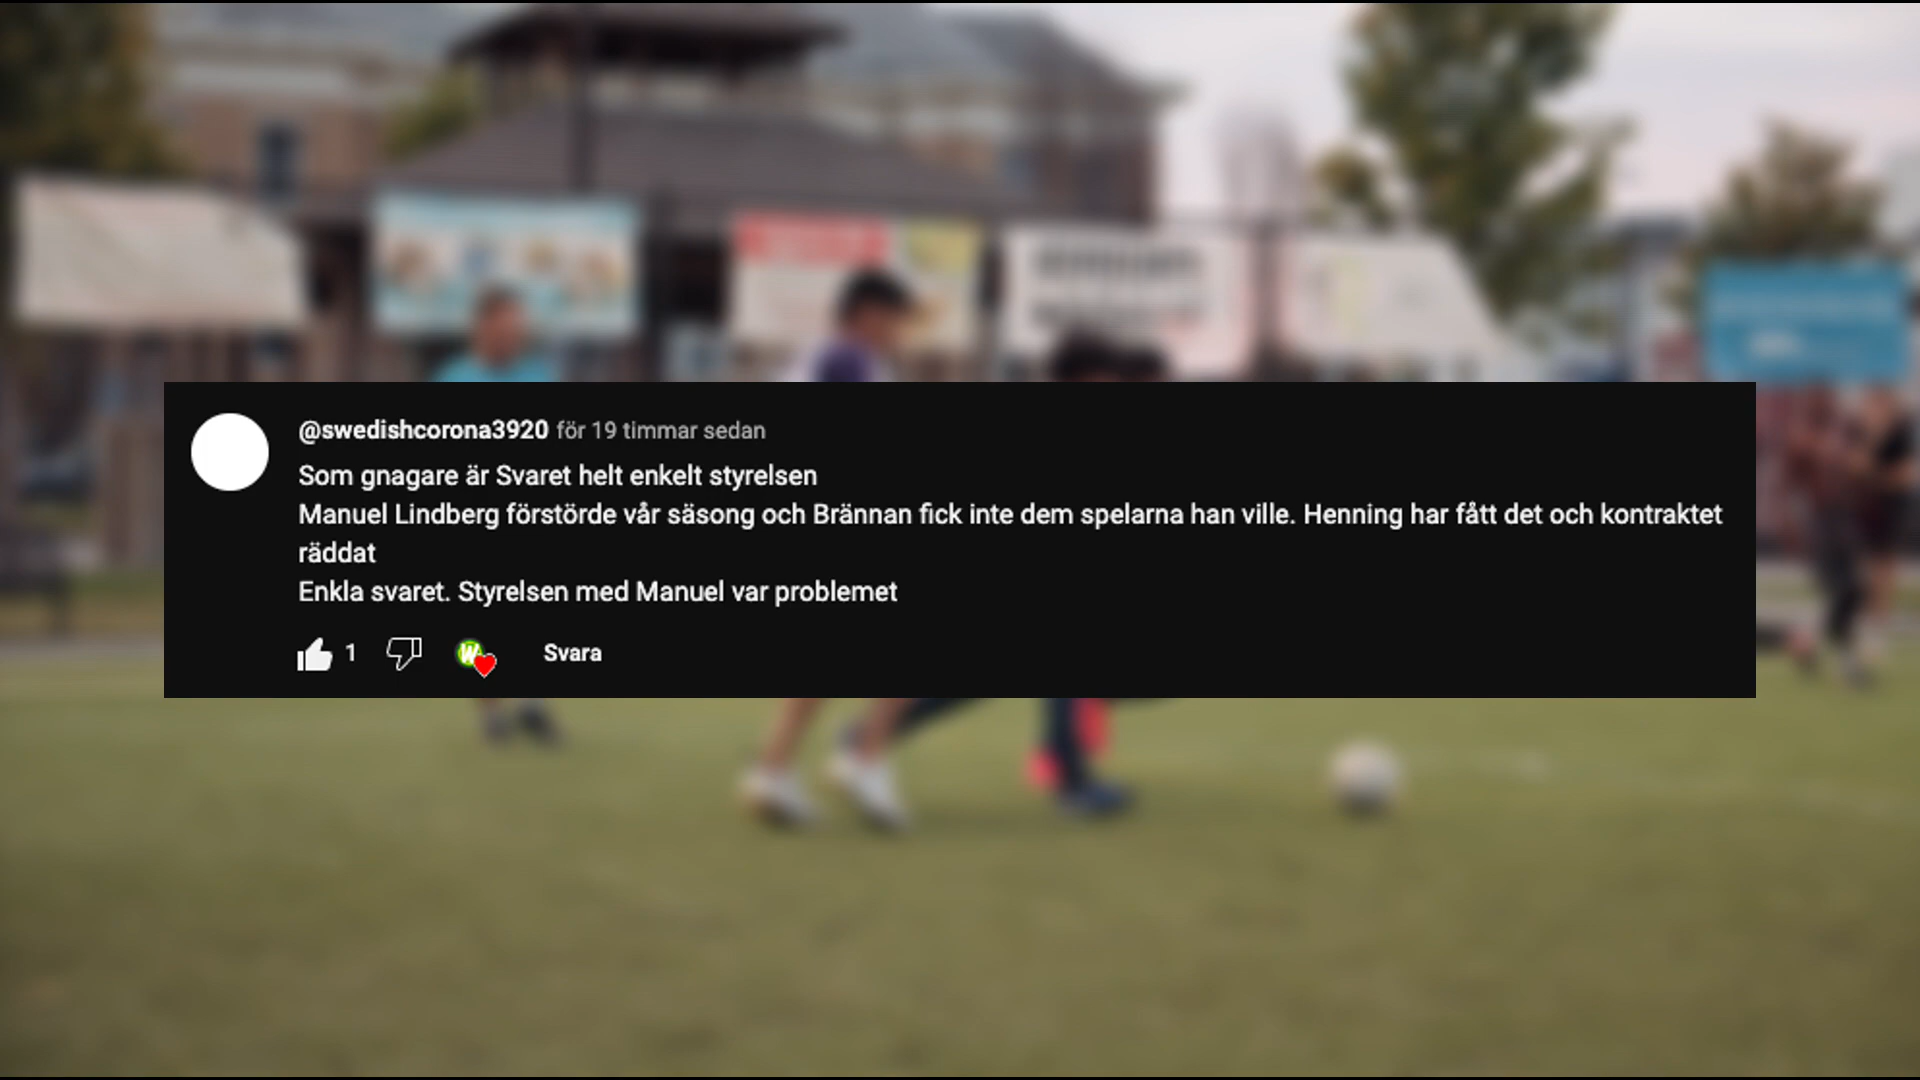 @swedishcorona3920 för 19 timmar sedan
Som gnagare är Svaret helt enkelt styrelsen
Manuel Lindberg förstörde vår säsong och Brännan fick inte dem spelarna han ville. Henning har fått det och kontraktet
räddat
Enkla svaret. Styrelsen med Manuel var problemet
1 W Svara